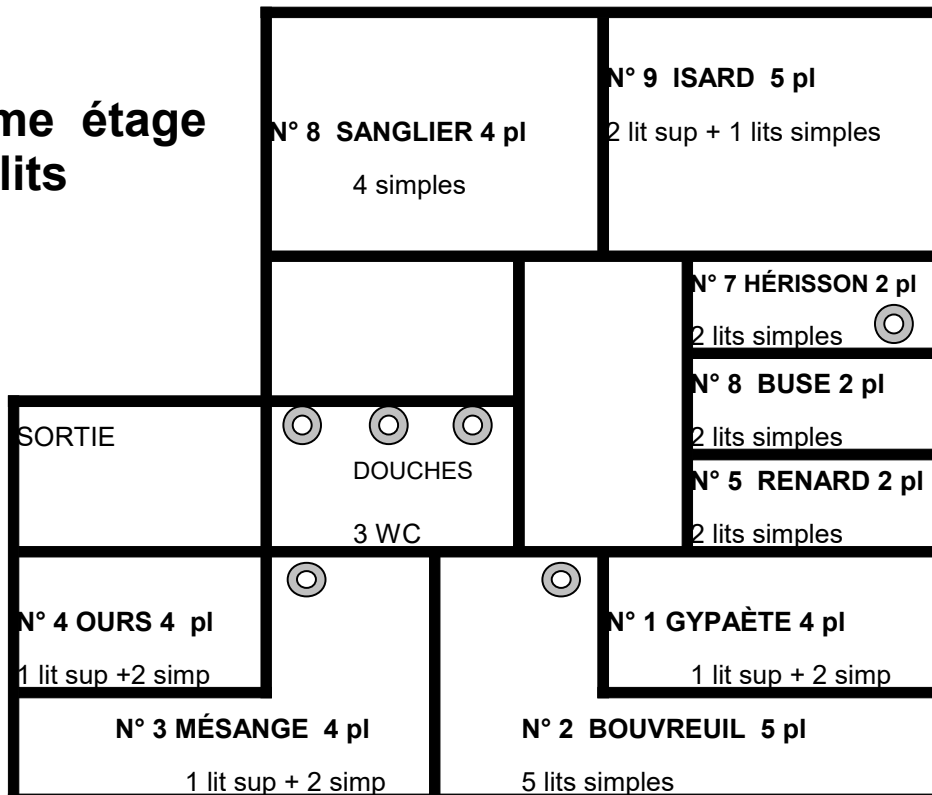 me étage
lits
N° 8 SANGLIER 4 pl
4 simples
N° 9 ISARD 5 pl
2 lit sup + 1 lits simples
N° 7 HÉRISSON 2 pl
2 lits simples
N° 8 BUSE 2 pl
2 lits simples
N° 5 RENARD 2 pl
2 lits simples
SORTIE
DOUCHES
3 WC
N° 4 OURS 4 pl
1 lit sup +2 simp
N° 1 GYPAÈTE 4 pl
1 lit sup + 2 simp
N° 3 MÉSANGE 4 pl
1 lit sup + 2 simp
N° 2 BOUVREUIL 5 pl
5 lits simples